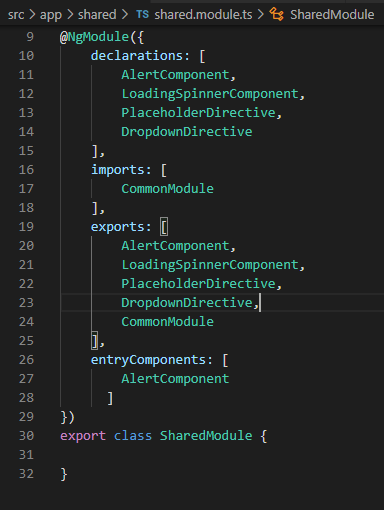 src > app > shared > TS shared.module.ts > SharedModule
9 @NgModule({
10     declarations: [
11         AlertComponent,
12         LoadingSpinnerComponent,
13         PlaceholderDirective,
14         DropdownDirective
15     ],
16     imports: [
17         CommonModule
18     ],
19     exports: [
20         AlertComponent,
21         LoadingSpinnerComponent,
22         PlaceholderDirective,
23         DropdownDirective,
24         CommonModule
25     ],
26     entryComponents: [
27         AlertComponent
28       ]
29 })
30 export class SharedModule {
31
32 }